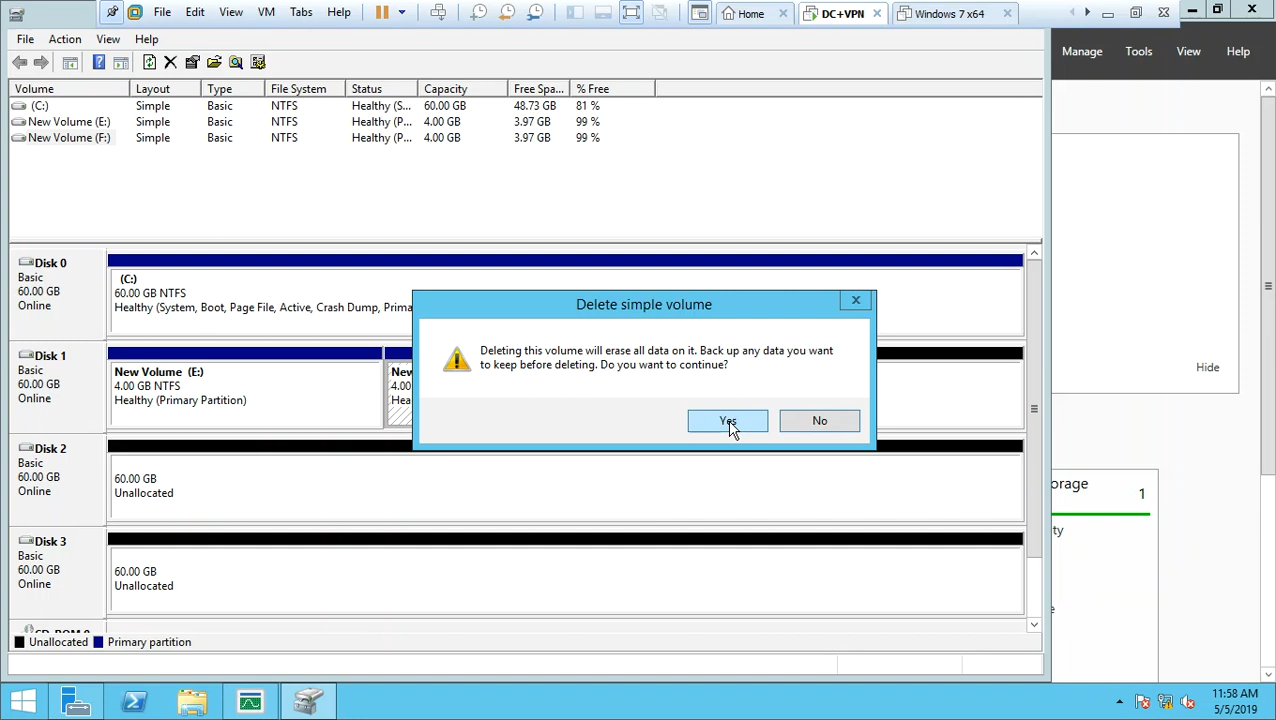 File Edit View VM Tabs Help Home DC+VPN Windows 7 x64
File Action View Help
Manage Tools View Help
Volume Layout Type File System Status Capacity Free Spa... % Free
(C:) Simple Basic NTFS Healthy (S... 60.00 GB 48.73 GB 81 %
New Volume (E:) Simple Basic NTFS Healthy (P... 4.00 GB 3.97 GB 99 %
New Volume (F:) Simple Basic NTFS Healthy (P... 4.00 GB 3.97 GB 99 %
Disk 0
Basic
60.00 GB
Online
(C:)
60.00 GB NTFS
Healthy (System, Boot, Page File, Active, Crash Dump, Prima
Delete simple volume
Deleting this volume will erase all data on it. Back up any data you want
to keep before deleting. Do you want to continue?
Yes No
Disk 1
Basic
60.00 GB
Online
New Volume (E:)
4.00 GB NTFS
Healthy (Primary Partition)
New
4.00
Hea
Hide
Disk 2
Basic
60.00 GB
Online
60.00 GB
Unallocated
Disk 3
Basic
60.00 GB
Online
60.00 GB
Unallocated
orage 1
ty
Unallocated Primary partition
11:58 AM
5/5/2019